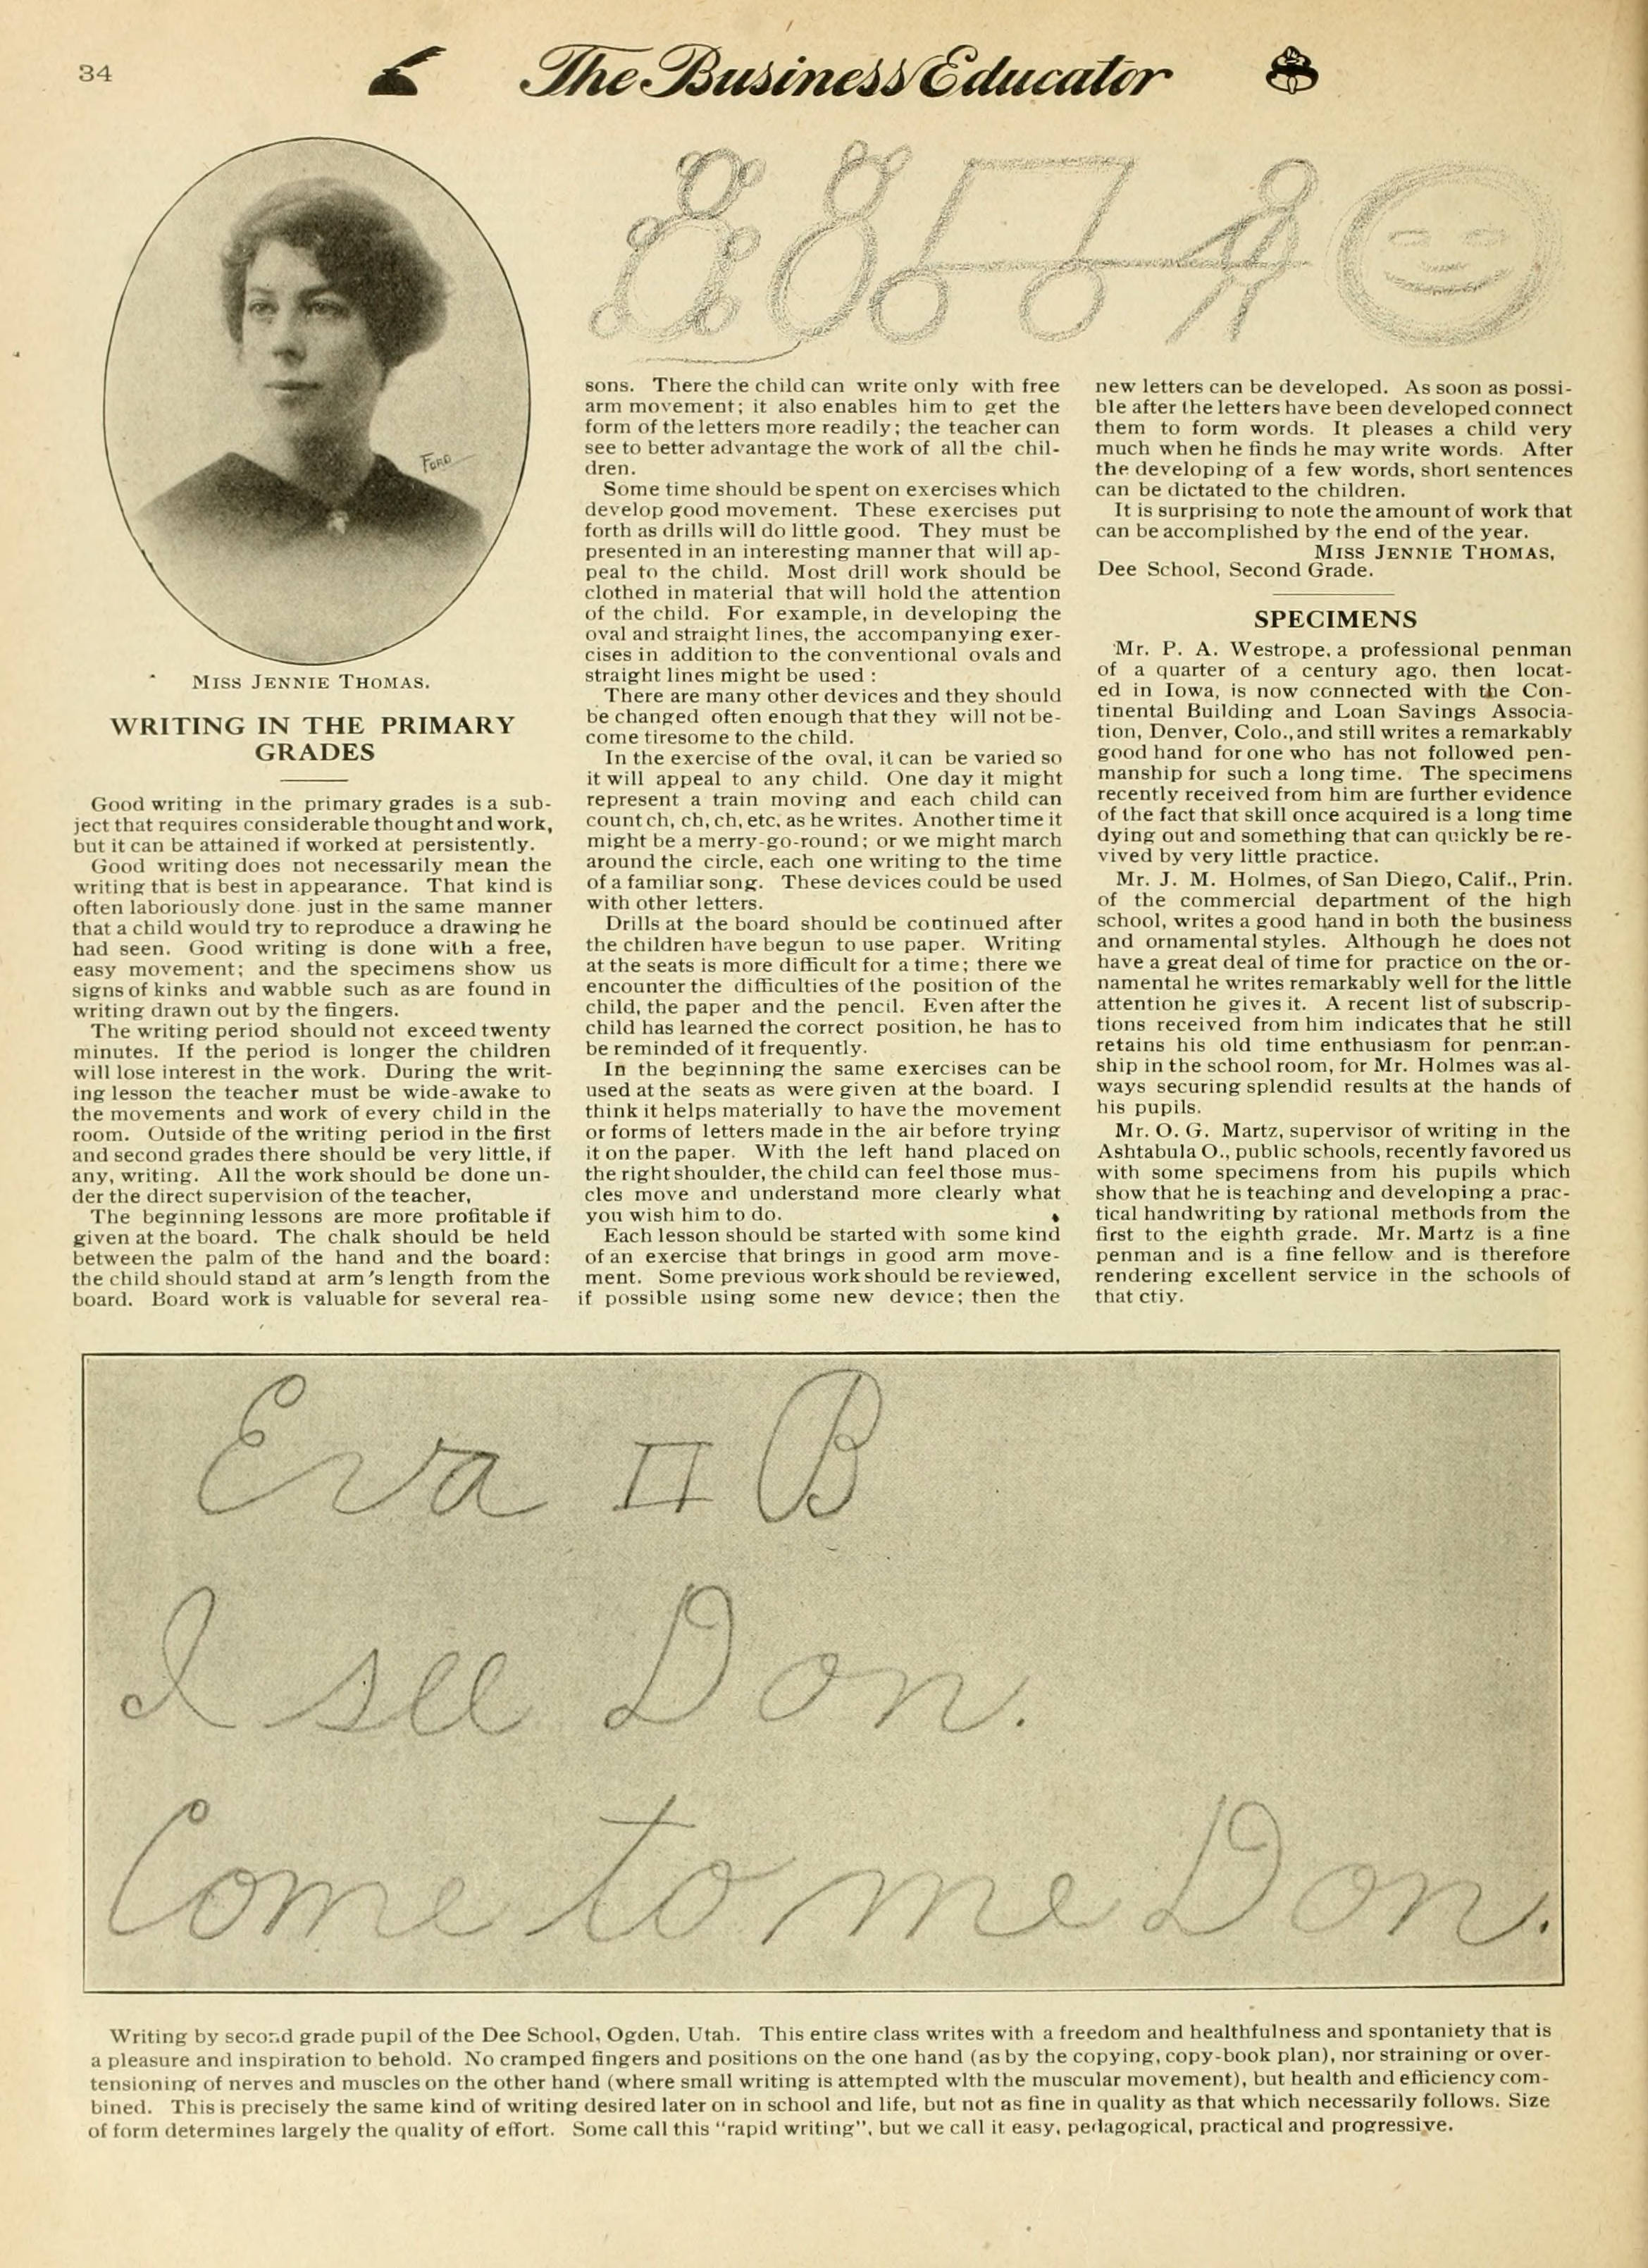 34
The Business Educator
Ford
MISS JENNIE THOMAS.
WRITING IN THE PRIMARY
GRADES
Good writing in the primary grades is a sub-
ject that requires considerable thought and work,
but it can be attained if worked at persistently.
Good writing does not necessarily mean the
writing that is best in appearance. That kind is
often laboriously done just in the same manner
that a child would try to reproduce a drawing he
had seen. Good writing is done with a free,
easy movement; and the specimens show us
signs of kinks and wabble such as are found in
writing drawn out by the fingers.
The writing period should not exceed twenty
minutes. If the period is longer the children
will lose interest in the work. During the writ-
ing lesson the teacher must be wide-awake to
the movements and work of every child in the
room. Outside of the writing period in the first
and second grades there should be very little, if
any, writing. All the work should be done un-
der the direct supervision of the teacher,
The beginning lessons are more profitable if
given at the board. The chalk should be held
between the palm of the hand and the board:
the child should stand at arm's length from the
board. Board work is valuable for several rea-
sons. There the child can write only with free
arm movement; it also enables him to get the
form of the letters more readily; the teacher can
see to better advantage the work of all the chil-
dren.
Some time should be spent on exercises which
develop good movement. These exercises put
forth as drills will do little good. They must be
presented in an interesting manner that will ap-
peal to the child. Most drill work should be
clothed in material that will hold the attention
of the child. For example, in developing the
oval and straight lines, the accompanying exer-
cises in addition to the conventional ovals and
straight lines might be used :
There are many other devices and they should
be changed often enough that they will not be-
come tiresome to the child.
In the exercise of the oval, it can be varied so
it will appeal to any child. One day it might
represent a train moving and each child can
count ch, ch, ch, etc. as he writes. Another time it
might be a merry-go-round; or we might march
around the circle, each one writing to the time
of a familiar song. These devices could be used
with other letters.
Drills at the board should be continued after
the children have begun to use paper. Writing
at the seats is more difficult for a time; there we
encounter the difficulties of the position of the
child, the paper and the pencil. Even after the
child has learned the correct position, he has to
be reminded of it frequently.
In the beginning the same exercises can be
used at the seats as were given at the board. I
think it helps materially to have the movement
or forms of letters made in the air before trying
it on the paper. With the left hand placed on
the right shoulder, the child can feel those mus-
cles move and understand more clearly what
you wish him to do.
Each lesson should be started with some kind
of an exercise that brings in good arm move-
ment. Some previous work should be reviewed,
if possible using some new device; then the
new letters can be developed. As soon as possi-
ble after the letters have been developed connect
them to form words. It pleases a child very
much when he finds he may write words. After
the developing of a few words, short sentences
can be dictated to the children.
It is surprising to note the amount of work that
can be accomplished by the end of the year.
MISS JENNIE THOMAS,
Dee School, Second Grade.
SPECIMENS
Mr. P. A. Westrope, a professional penman
of a quarter of a century ago, then locat-
ed in Iowa, is now connected with the Con-
tinental Building and Loan Savings Associa-
tion, Denver, Colo., and still writes a remarkably
good hand for one who has not followed pen-
manship for such a long time. The specimens
recently received from him are further evidence
of the fact that skill once acquired is a long time
dying out and something that can quickly be re-
vived by very little practice.
Mr. J. M. Holmes, of San Diego, Calif., Prin.
of the commercial department of the high
school, writes a good hand in both the business
and ornamental styles. Although he does not
have a great deal of time for practice on the or-
namental he writes remarkably well for the little
attention he gives it. A recent list of subscrip-
tions received from him indicates that he still
retains his old time enthusiasm for penman-
ship in the school room, for Mr. Holmes was al-
ways securing splendid results at the hands of
his pupils.
Mr. O. G. Martz, supervisor of writing in the
Ashtabula O., public schools, recently favored us
with some specimens from his pupils which
show that he is teaching and developing a prac-
tical handwriting by rational methods from the
first to the eighth grade. Mr. Martz is a fine
penman and is a fine fellow and is therefore
rendering excellent service in the schools of
that ctiy.
Eva II B
I see Don.
Come to me Don.
Writing by second grade pupil of the Dee School, Ogden, Utah. This entire class writes with a freedom and healthfulness and spontaniety that is
a pleasure and inspiration to behold. No cramped fingers and positions on the one hand (as by the copying, copy-book plan), nor straining or over-
tensioning of nerves and muscles on the other hand (where small writing is attempted with the muscular movement), but health and efficiency com-
bined. This is precisely the same kind of writing desired later on in school and life, but not as fine in quality as that which necessarily follows. Size
of form determines largely the quality of effort. Some call this "rapid writing", but we call it easy, pedagogical, practical and progressive.